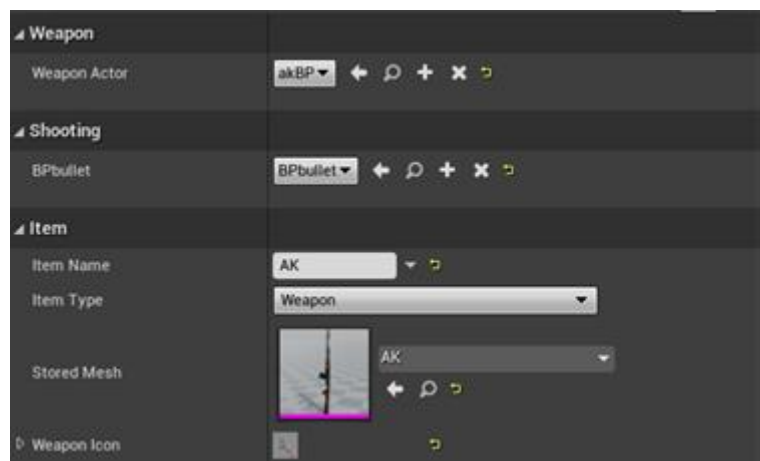 Weapon
Weapon Actor akBP
Shooting
BPbullet BPbullet
Item
Item Name AK
Item Type Weapon
AK
Stored Mesh
Weapon Icon